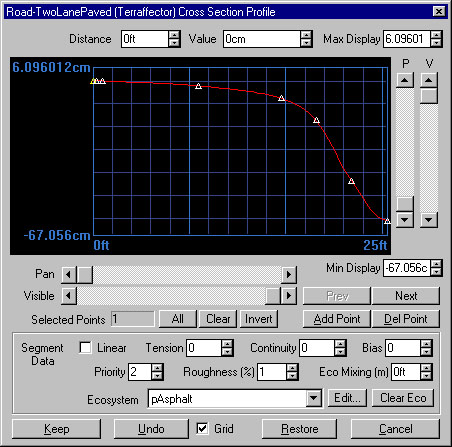 Road-TwoLanePaved (Terraffector) Cross Section Profile
Distance 0ft Value 0cm Max Display 6.09601
6.096012cm P V
-67.056cm
0ft 25ft
Pan Min Display -67.056c
Visible Prev Next
Selected Points 1 All Clear Invert Add Point Del Point
Segment Data Linear Tension 0 Continuity 0 Bias 0
Priority 2 Roughness (%) 1 Eco Mixing (m) 0ft
Ecosystem pAsphalt Edit... Clear Eco
Keep Undo Grid Restore Cancel